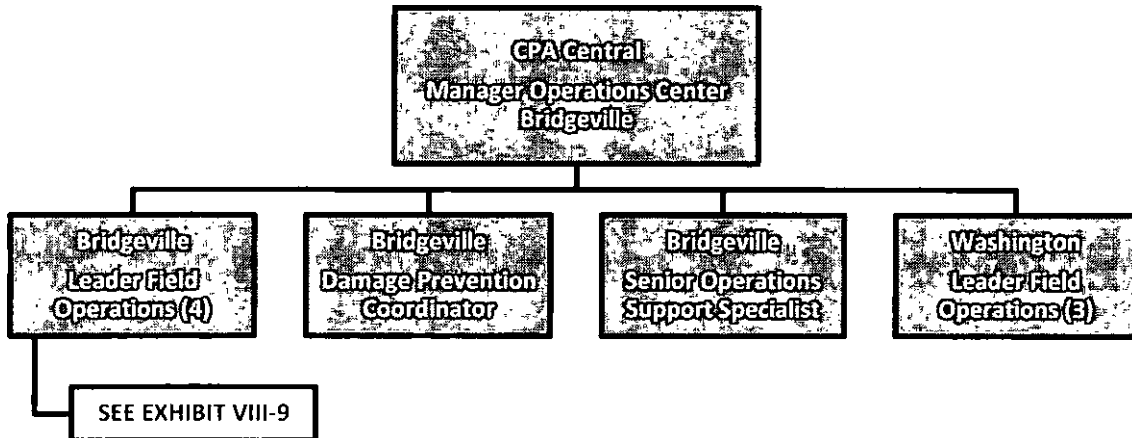 CPA Central
Manager Operations Center
Bridgeville
Bridgeville
Leader Field
Operations (4)
Bridgeville
Damage Prevention
Coordinator
Bridgeville
Senior Operations
Support Specialist
Washington
Leader Field
Operations (3)
SEE EXHIBIT VIII-9